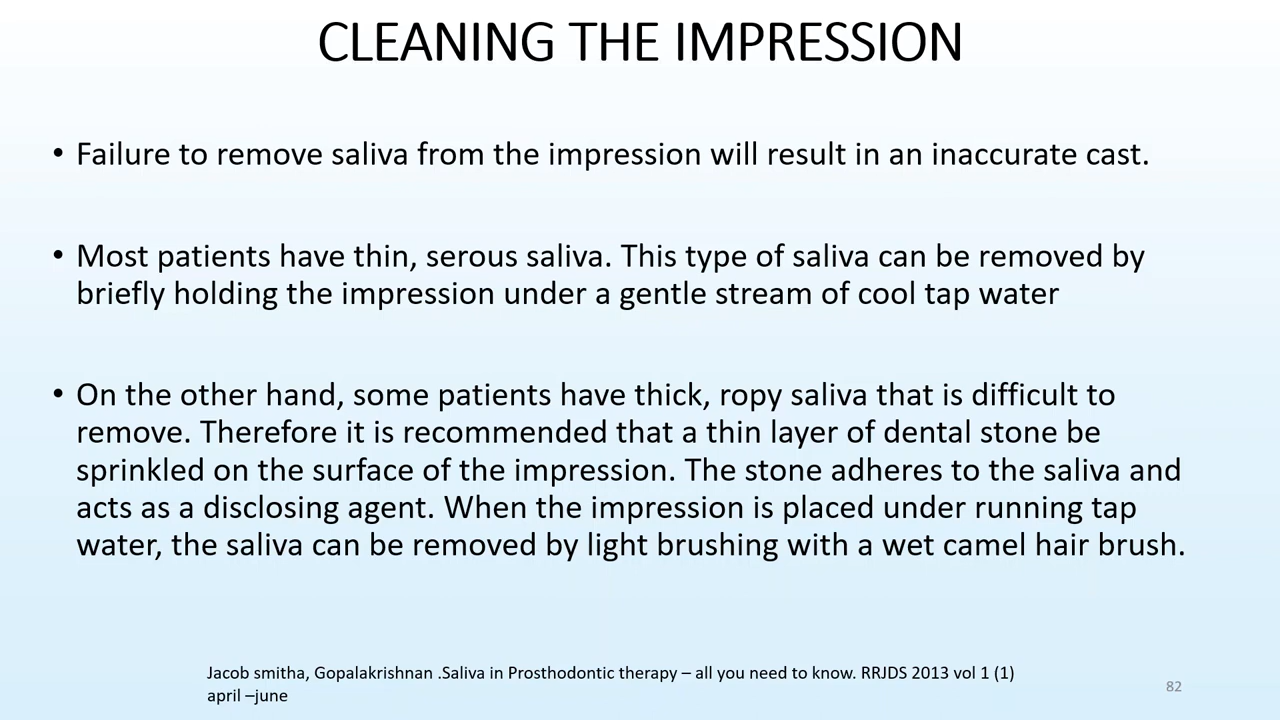 CLEANING THE IMPRESSION
• Failure to remove saliva from the impression will result in an inaccurate cast.
• Most patients have thin, serous saliva. This type of saliva can be removed by
briefly holding the impression under a gentle stream of cool tap water
• On the other hand, some patients have thick, ropy saliva that is difficult to
remove. Therefore it is recommended that a thin layer of dental stone be
sprinkled on the surface of the impression. The stone adheres to the saliva and
acts as a disclosing agent. When the impression is placed under running tap
water, the saliva can be removed by light brushing with a wet camel hair brush.
Jacob smitha, Gopalakrishnan .Saliva in Prosthodontic therapy – all you need to know. RRJDS 2013 vol 1 (1)
april –june
82